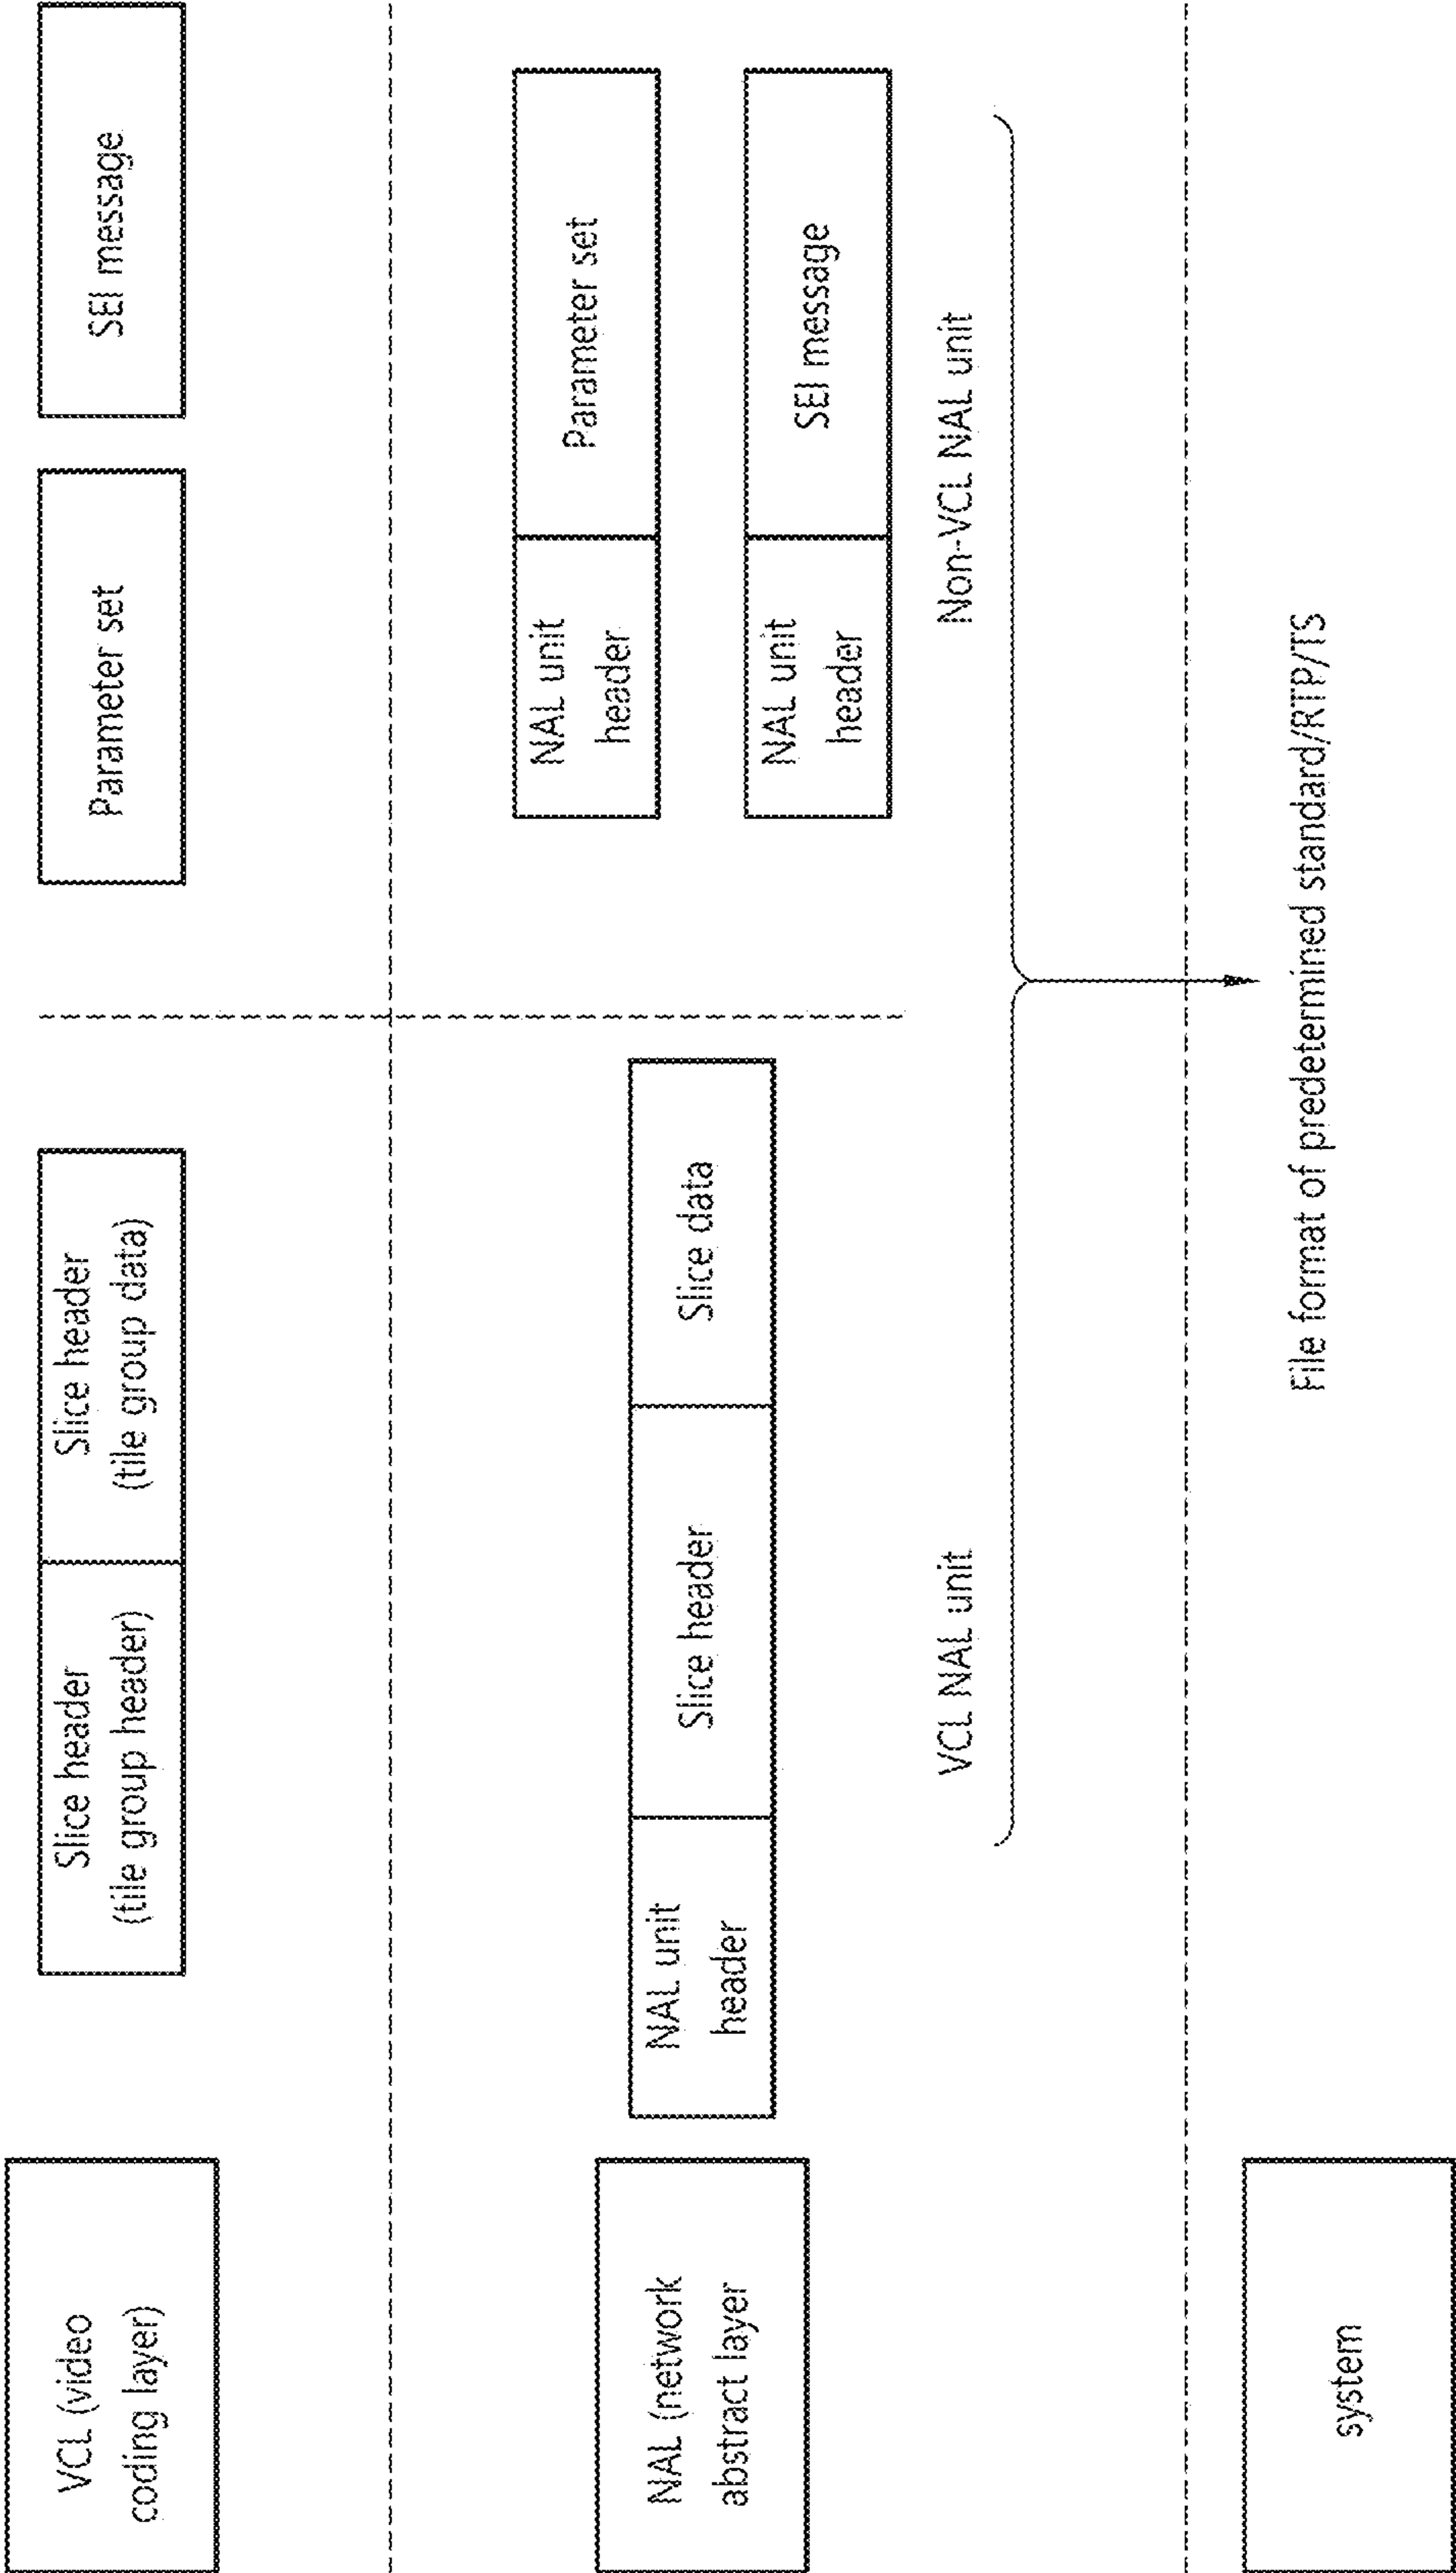 VCL (video
coding layer)
Slice header
(tile group header)
Slice header
(tile group data)
Parameter set
SEI message
NAL (network
abstract layer
NAL unit
header
Slice header
Slice data
NAL unit
header
Parameter set
NAL unit
header
SEI message
VCL NAL unit
Non-VCL NAL unit
system
File format of predetermined standard/RTP/TS